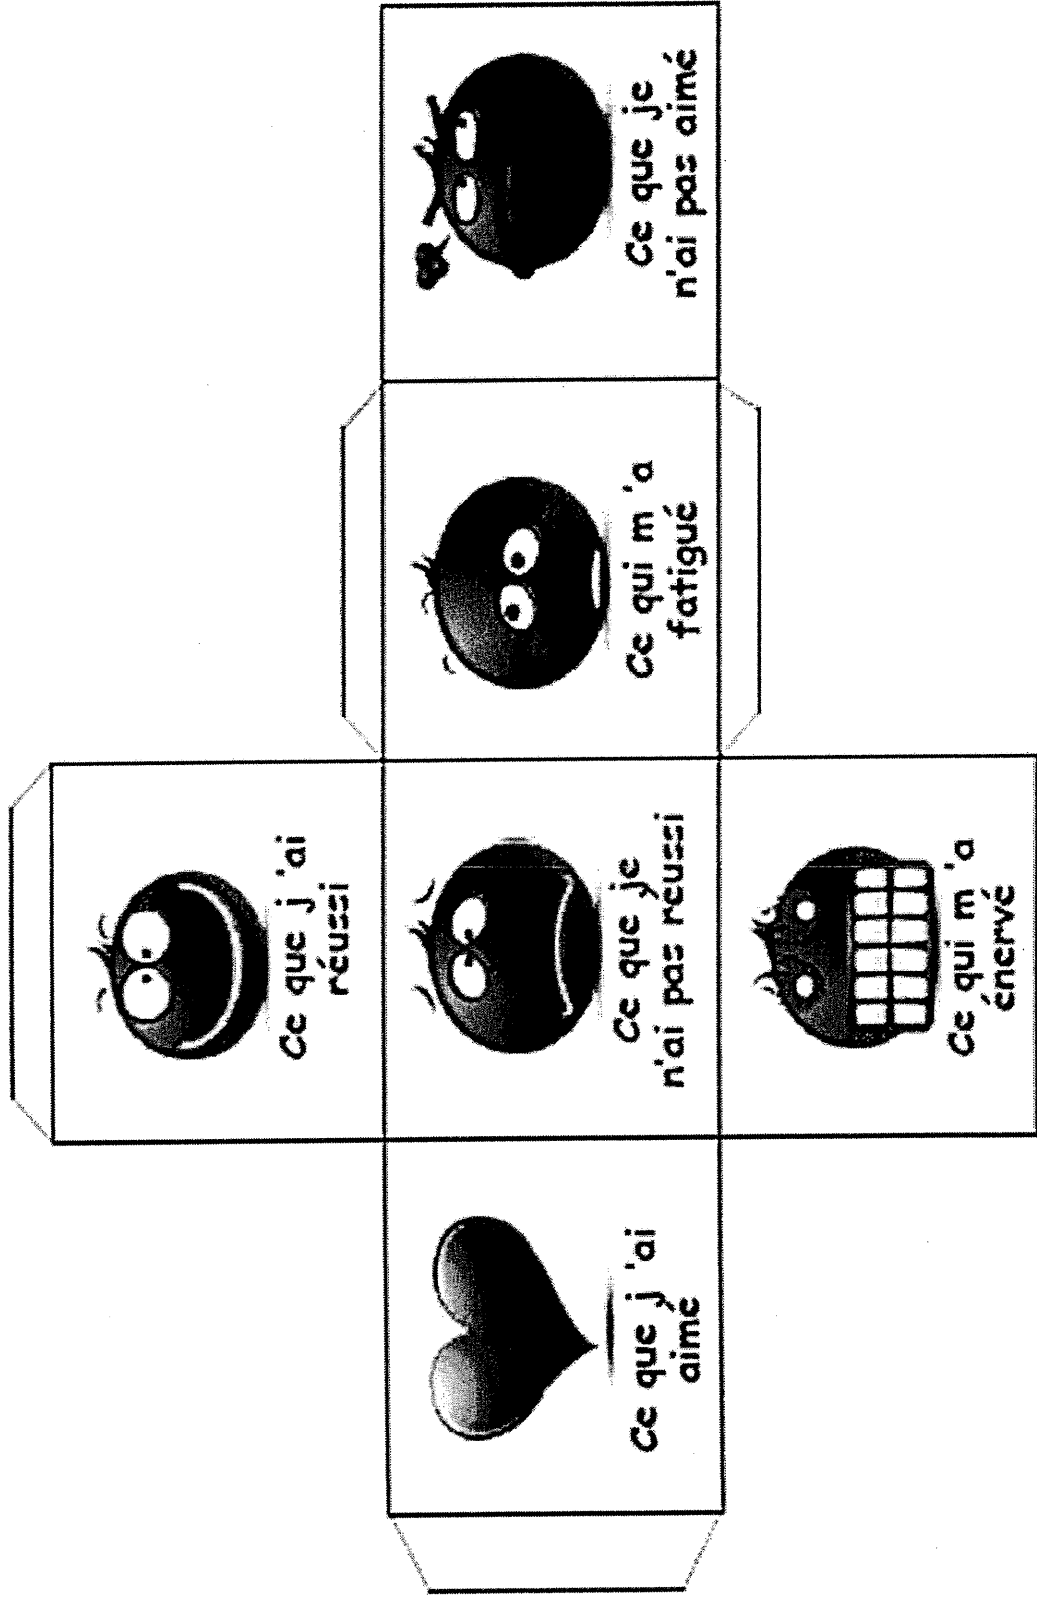 Ce que j'ai
réussi
Ce que j'ai
aimé
Ce que je
n'ai pas reussi
Ce qui m'a
fatigué
Ce que je
n'ai pas aimé
Ce qui m'a
énervé